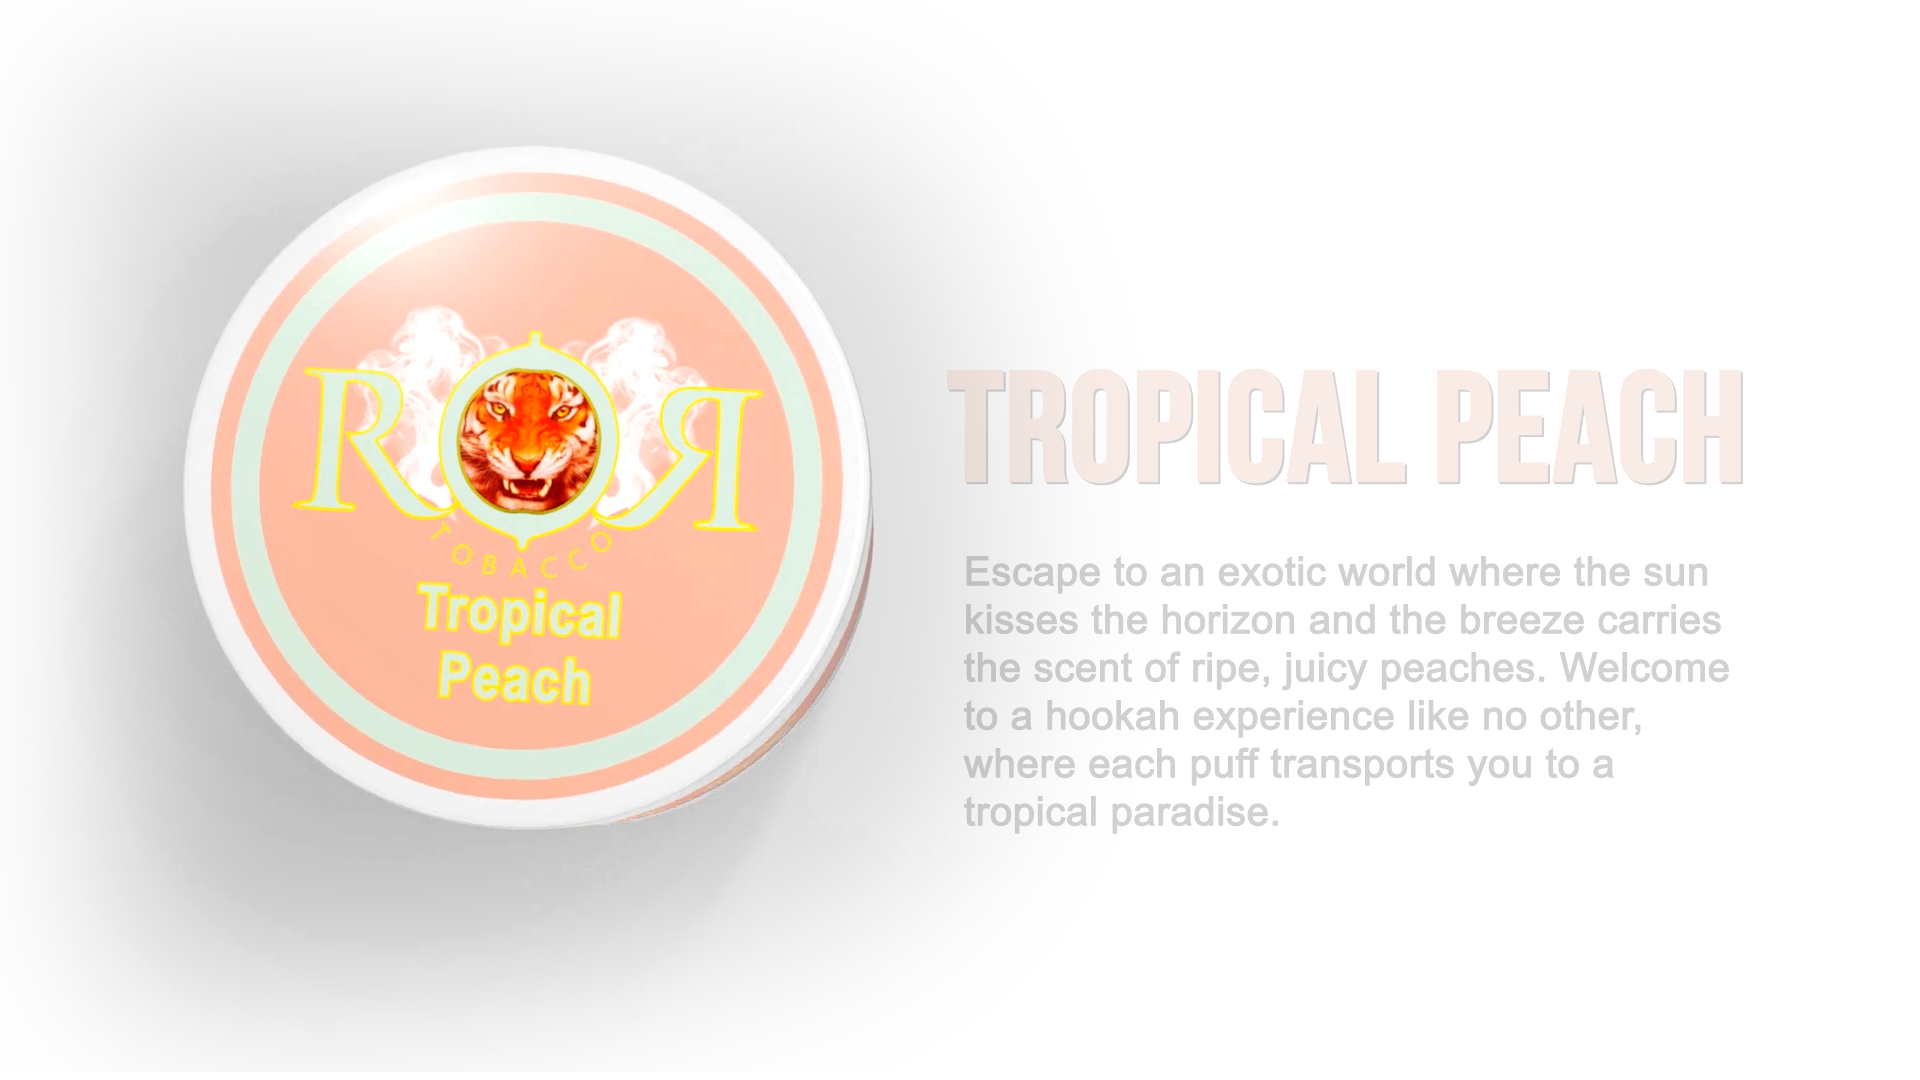 ROЯ
TOBACCO
Tropical
Peach
TROPICAL PEACH
Escape to an exotic world where the sun
kisses the horizon and the breeze carries
the scent of ripe, juicy peaches. Welcome
to a hookah experience like no other,
where each puff transports you to a
tropical paradise.